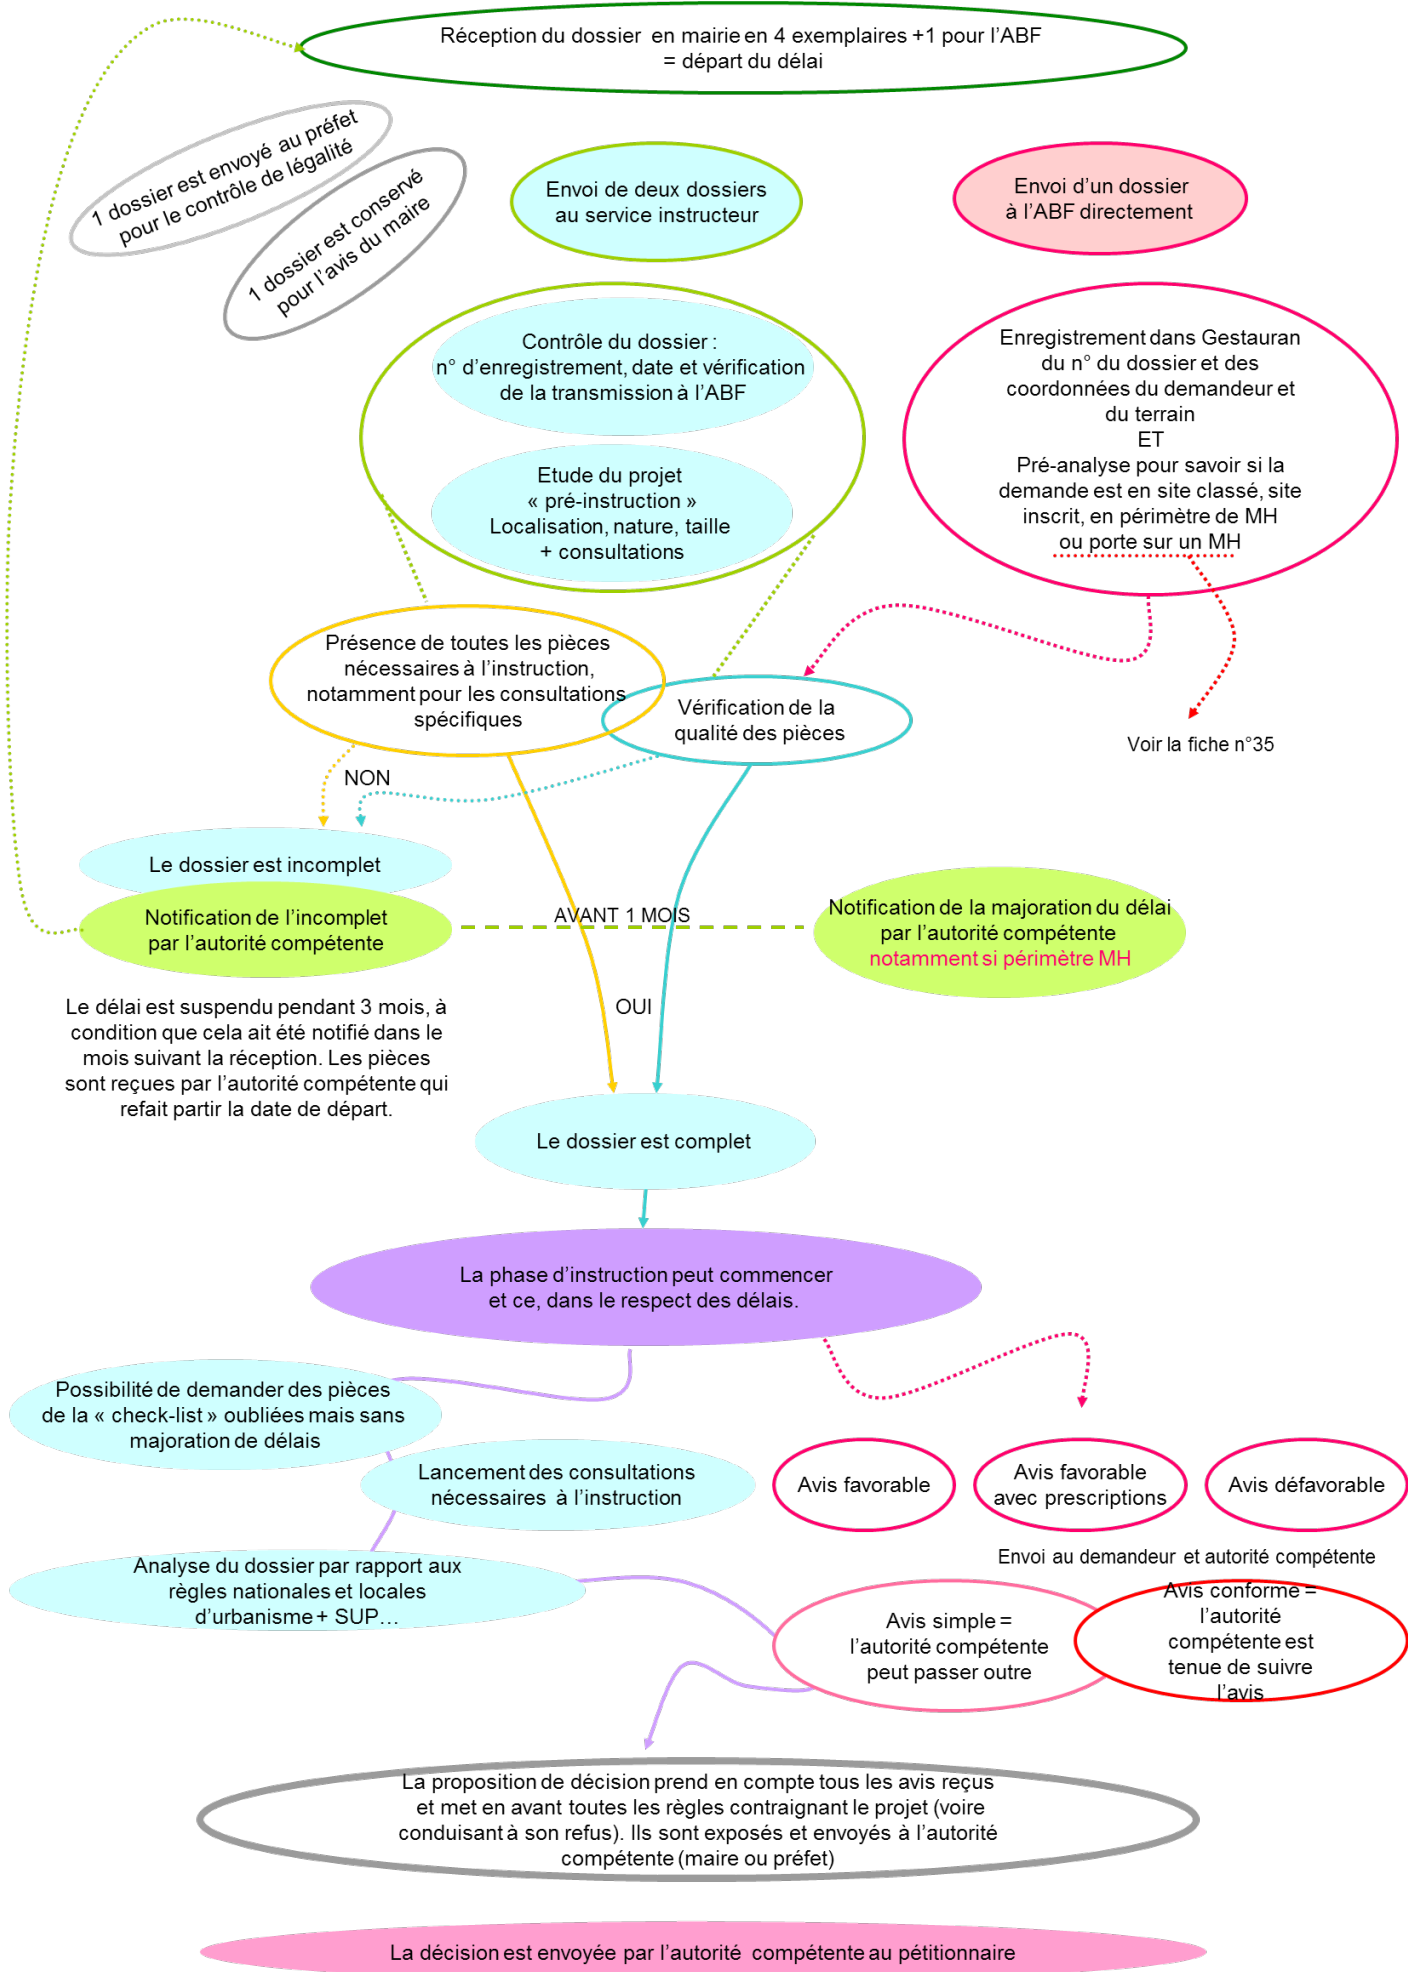 Réception du dossier en mairie en 4 exemplaires +1 pour l’ABF
= départ du délai
1 dossier est envoyé au préfet
pour le contrôle de légalité
1 dossier est conservé
pour l’avis du maire
Envoi de deux dossiers
au service instructeur
Envoi d’un dossier
à l’ABF directement
Contrôle du dossier :
n° d’enregistrement, date et vérification
de la transmission à l’ABF
Etude du projet
« pré-instruction »
Localisation, nature, taille
+ consultations
Enregistrement dans Gestauran
du n° du dossier et des
coordonnées du demandeur et
du terrain
ET
Pré-analyse pour savoir si la
demande est en site classé, site
inscrit, en périmètre de MH
ou porte sur un MH
Présence de toutes les pièces
nécessaires à l’instruction,
notamment pour les consultations
spécifiques
Vérification de la
qualité des pièces
Voir la fiche n°35
NON
Le dossier est incomplet
Notification de l’incomplet
par l’autorité compétente
AVANT 1 MOIS
Notification de la majoration du délai
par l’autorité compétente
notamment si périmètre MH
Le délai est suspendu pendant 3 mois, à
condition que cela ait été notifié dans le
mois suivant la réception. Les pièces
sont reçues par l’autorité compétente qui
refait partir la date de départ.
OUI
Le dossier est complet
La phase d’instruction peut commencer
et ce, dans le respect des délais.
Possibilité de demander des pièces
de la « check-list » oubliées mais sans
majoration de délais
Lancement des consultations
nécessaires à l’instruction
Avis favorable
Avis favorable
avec prescriptions
Avis défavorable
Envoi au demandeur et autorité compétente
Analyse du dossier par rapport aux
règles nationales et locales
d’urbanisme + SUP…
Avis simple =
l’autorité compétente
peut passer outre
Avis conforme =
l’autorité
compétente est
tenue de suivre
l’avis
La proposition de décision prend en compte tous les avis reçus
et met en avant toutes les règles contraignant le projet (voire
conduisant à son refus). Ils sont exposés et envoyés à l’autorité
compétente (maire ou préfet)
La décision est envoyée par l’autorité compétente au pétitionnaire